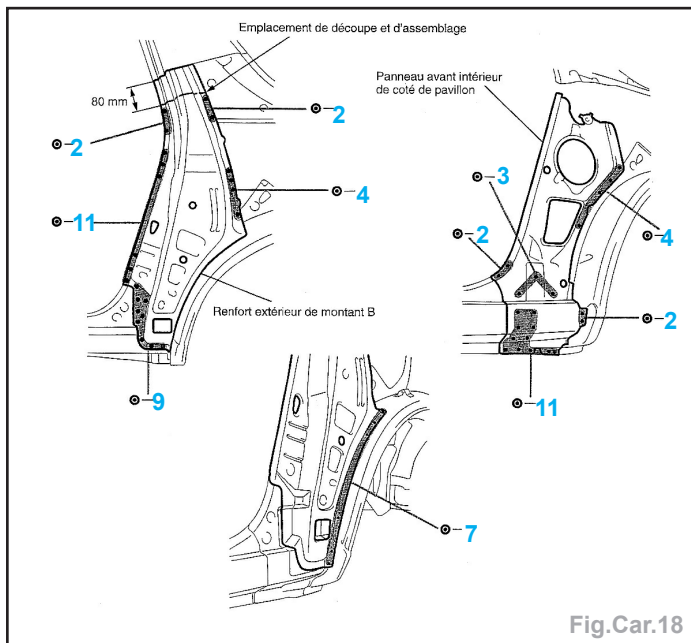 Emplacement de découpe et d'assemblage
80 mm
2
2
4
11
Renfort extérieur de montant B
9
Panneau avant intérieur
de coté de pavillon
3
2
4
2
11
7
Fig.Car.18